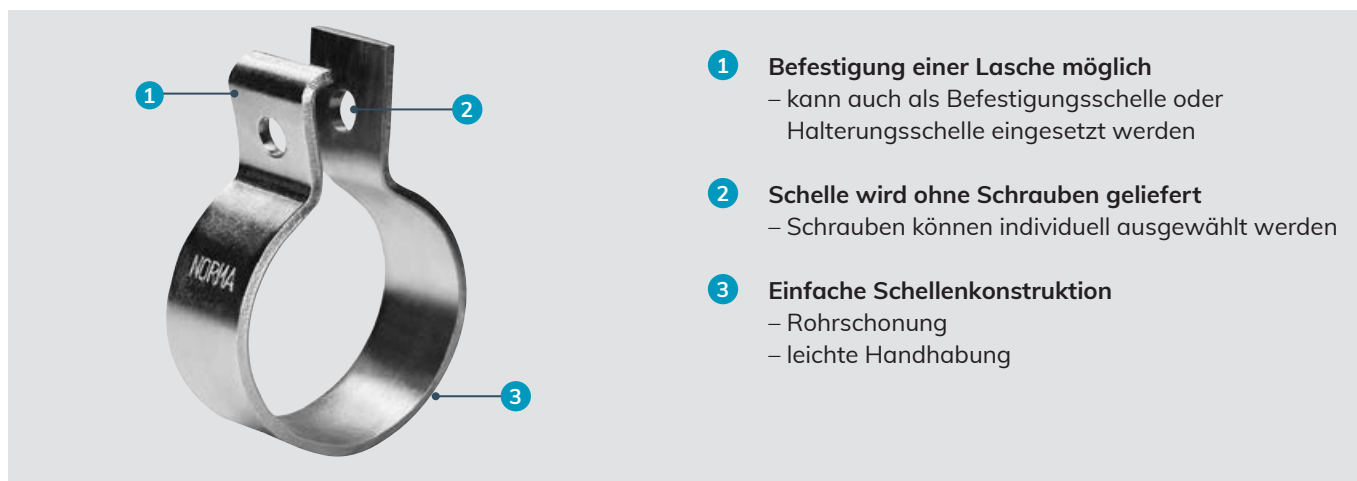 1 Befestigung einer Lasche möglich
– kann auch als Befestigungsschelle oder
Halterungsschelle eingesetzt werden
2 Schelle wird ohne Schrauben geliefert
– Schrauben können individuell ausgewählt werden
3 Einfache Schellenkonstruktion
– Rohrschonung
– leichte Handhabung
1
2
NORMA
3